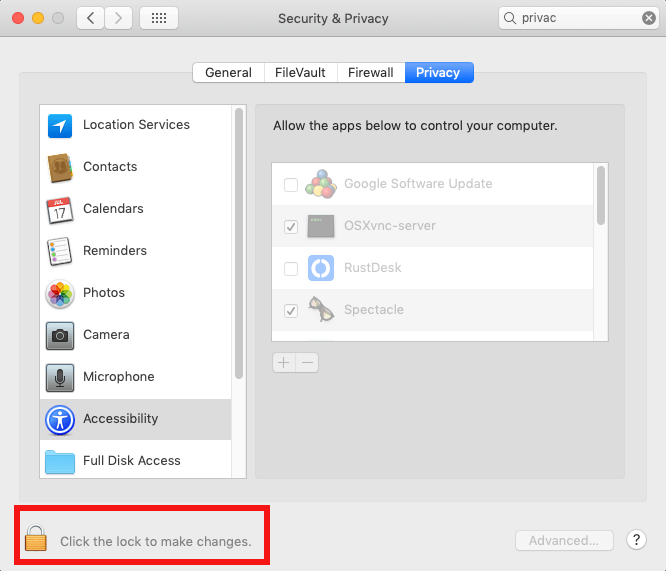 Security & Privacy
privac
General
FileVault
Firewall
Privacy
Location Services
Contacts
JUL
17
Calendars
Reminders
Photos
Camera
Microphone
Accessibility
Full Disk Access
Allow the apps below to control your computer.
Google Software Update
OSXvnc-server
RustDesk
Spectacle
Click the lock to make changes.
Advanced...
?